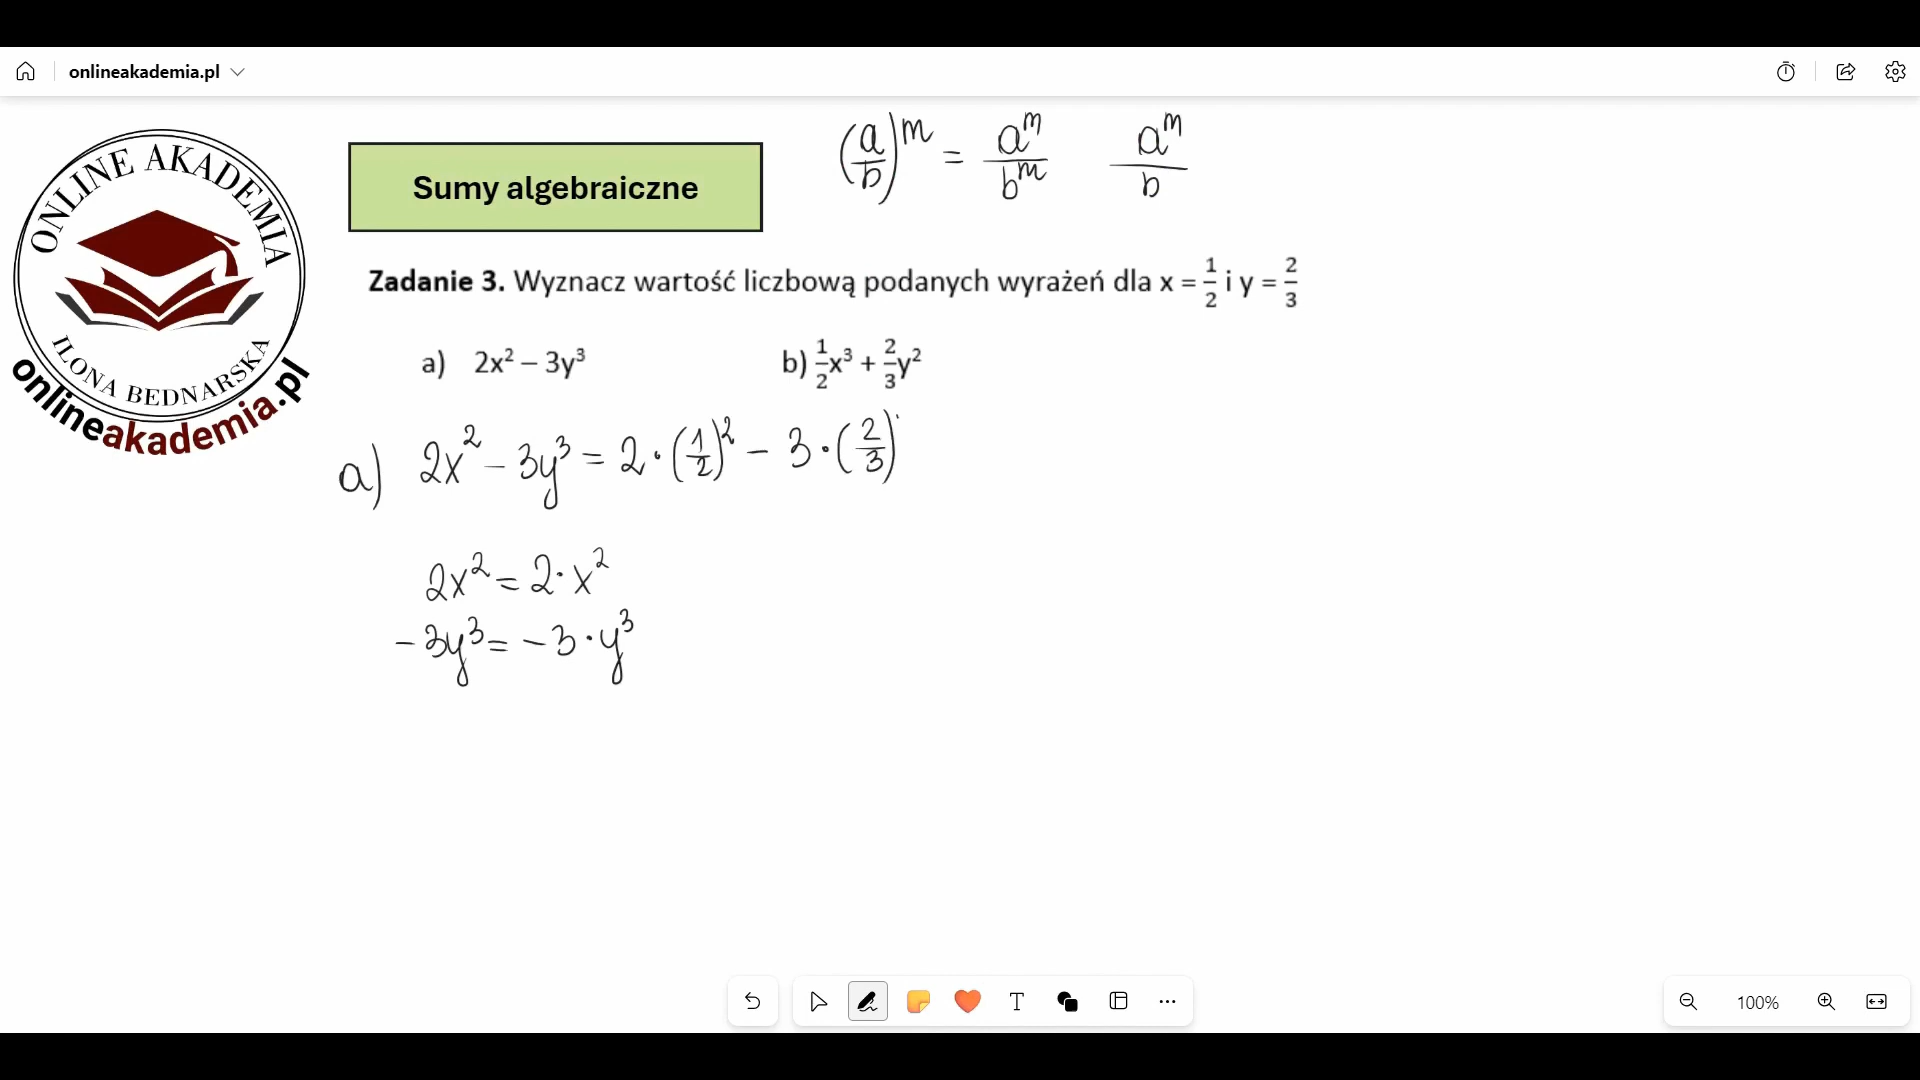 onlineakademia.pl
ONLINE AKADEMIA
ILONA BEDNARSKA
onlineakademia.pl
Sumy algebraiczne
(a/b)^m = a^m/b^m   a^m/b
Zadanie 3. Wyznacz wartość liczbową podanych wyrażeń dla x = 1/2 i y = 2/3
a) 2x² – 3y³   b) 1/2x³ + 2/3y²
a) 2x² – 3y³ = 2 · (1/2)² – 3 · (2/3)
2x² = 2 · x²
–3y³ = –3 · y³
100%